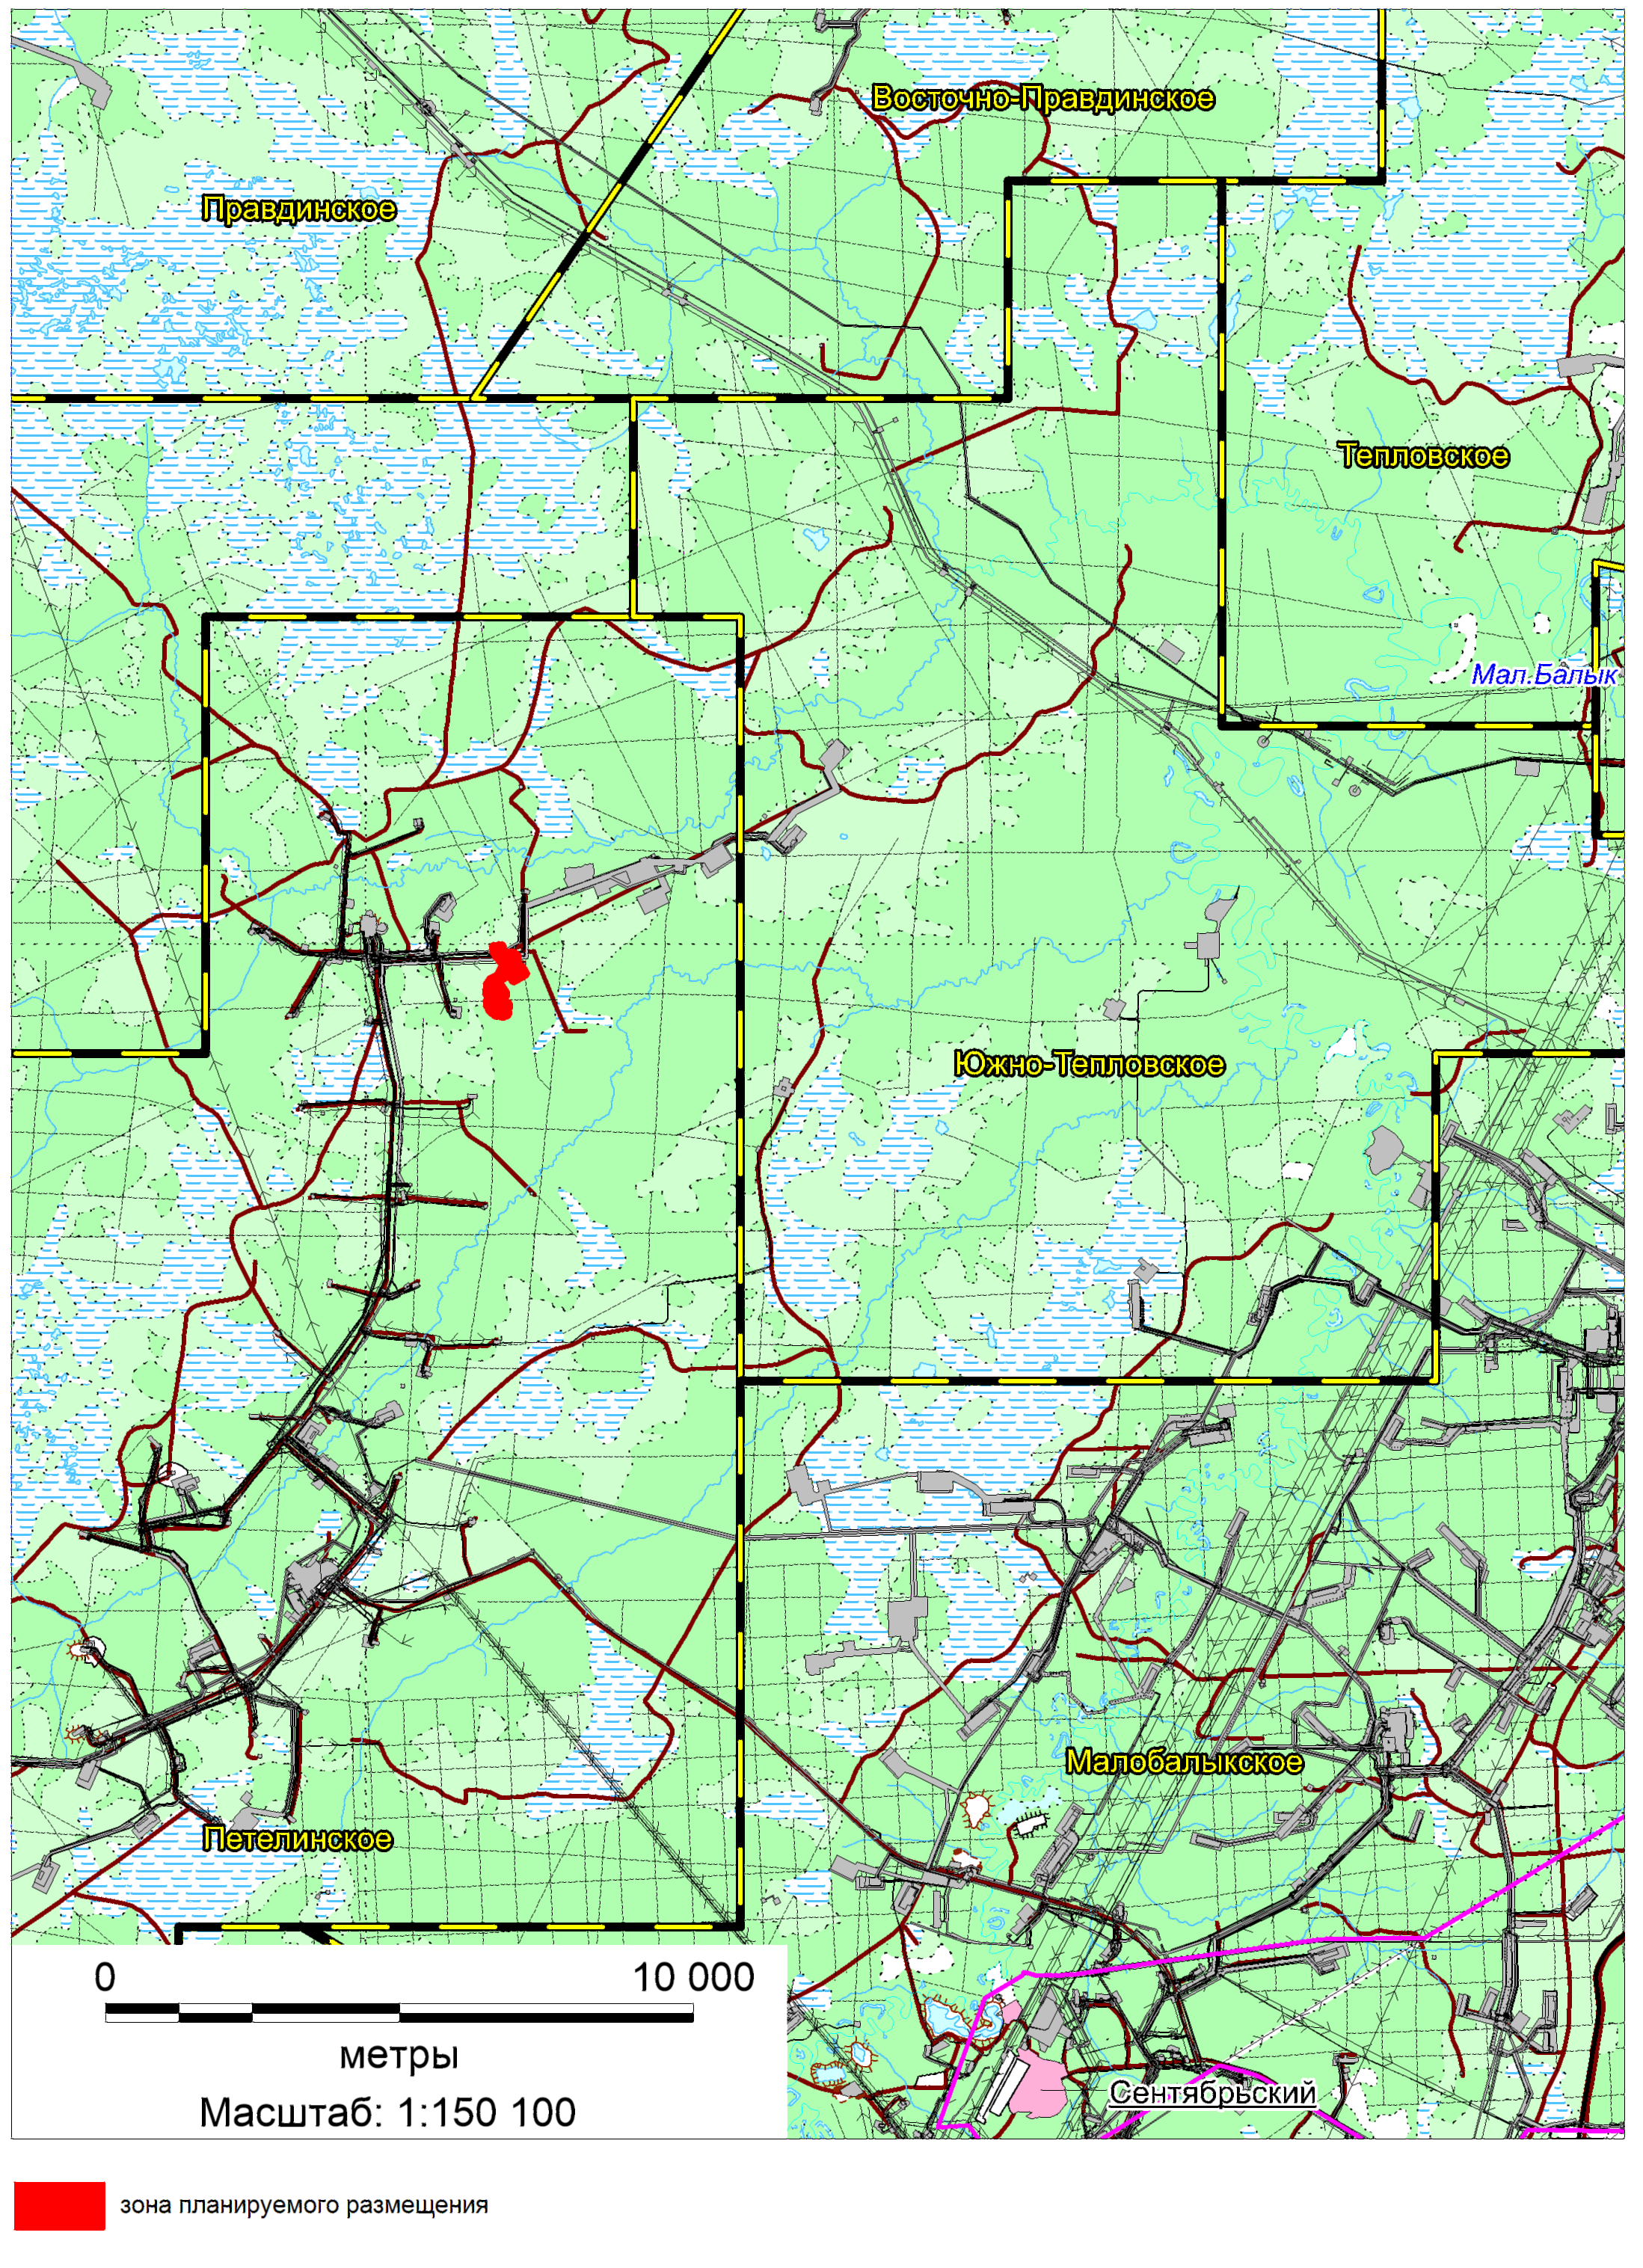 Восточно-Правдинское
Правдинское
Тепловское
Мал.Балык
Южно-Тепловское
Малобалыкское
Петелинское
0 10 000
метры
Масштаб: 1:150 100
Сентябрьский
зона планируемого размещения